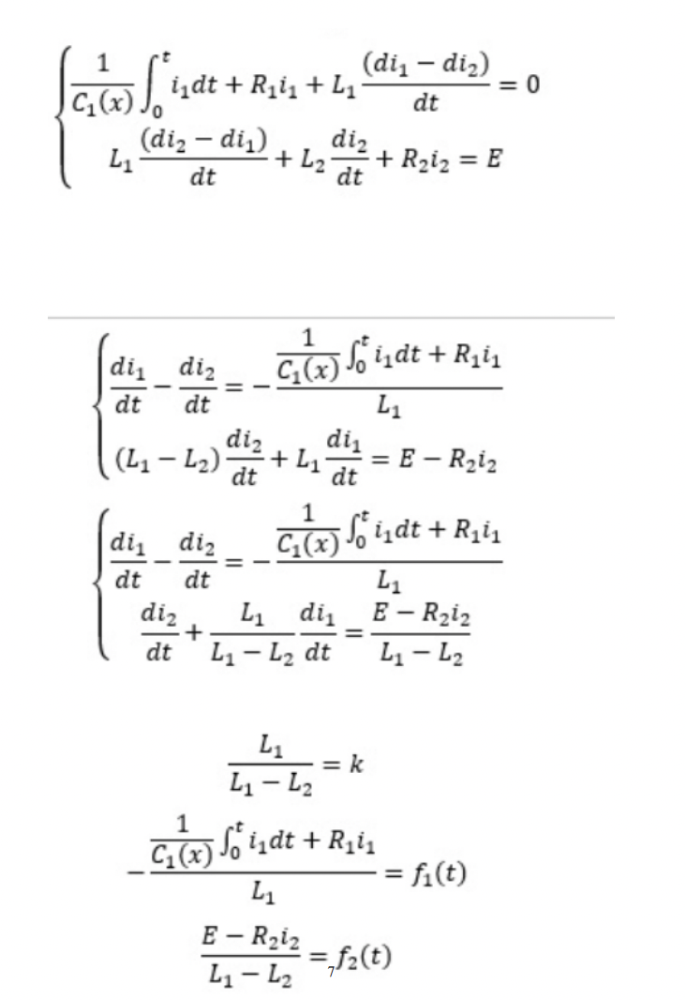 1/C₁(x) ∫₀ᵗ i₁dt + R₁i₁ + L₁ (di₁ − di₂)/dt = 0
L₁ (di₂ − di₁)/dt + L₂ di₂/dt + R₂i₂ = E
di₁/dt − di₂/dt = − (1/C₁(x) ∫₀ᵗ i₁dt + R₁i₁)/L₁
(L₁ − L₂) di₂/dt + L₁ di₁/dt = E − R₂i₂
di₁/dt − di₂/dt = − (1/C₁(x) ∫₀ᵗ i₁dt + R₁i₁)/L₁
di₂/dt + L₁/(L₁ − L₂) di₁/dt = (E − R₂i₂)/(L₁ − L₂)
L₁/(L₁ − L₂) = k
− (1/C₁(x) ∫₀ᵗ i₁dt + R₁i₁)/L₁ = f₁(t)
(E − R₂i₂)/(L₁ − L₂) = f₂(t)
7